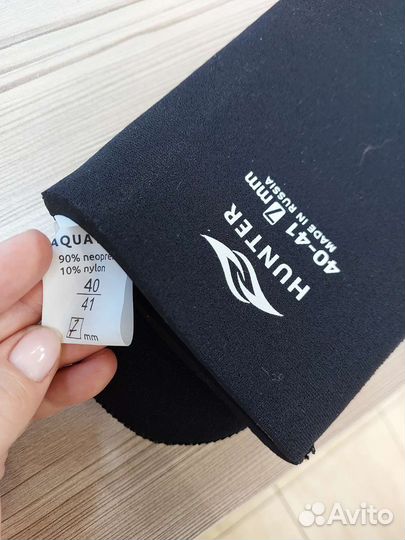 AQUA
90% neopre
10% nylon
40
41
7 mm
HUNTER
40-41 7mm
MADE IN RUSSIA
Avito